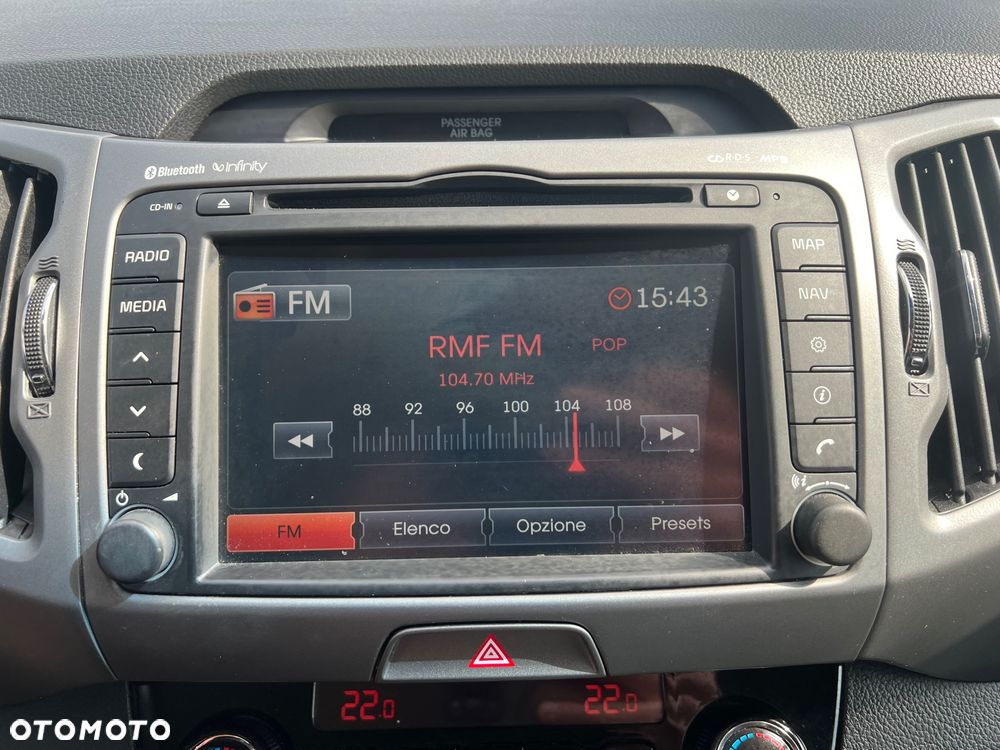 PASSENGER
AIR BAG
Bluetooth Infinity
CD RDS MP3
CD-IN
RADIO
MAP
MEDIA
NAV
FM
15:43
RMF FM POP
104.70 MHz
88 92 96 100 104 108
FM Elenco Opzione Presets
22.0 22.0
OTOMOTO